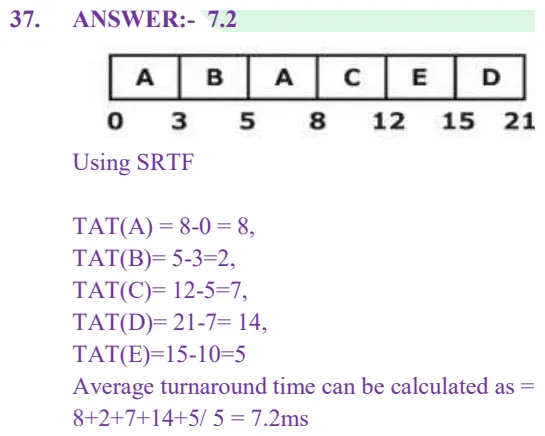 37. ANSWER:- 7.2
A B A C E D
0 3 5 8 12 15 21
Using SRTF
TAT(A) = 8-0 = 8,
TAT(B)= 5-3=2,
TAT(C)= 12-5=7,
TAT(D)= 21-7= 14,
TAT(E)=15-10=5
Average turnaround time can be calculated as =
8+2+7+14+5/ 5 = 7.2ms